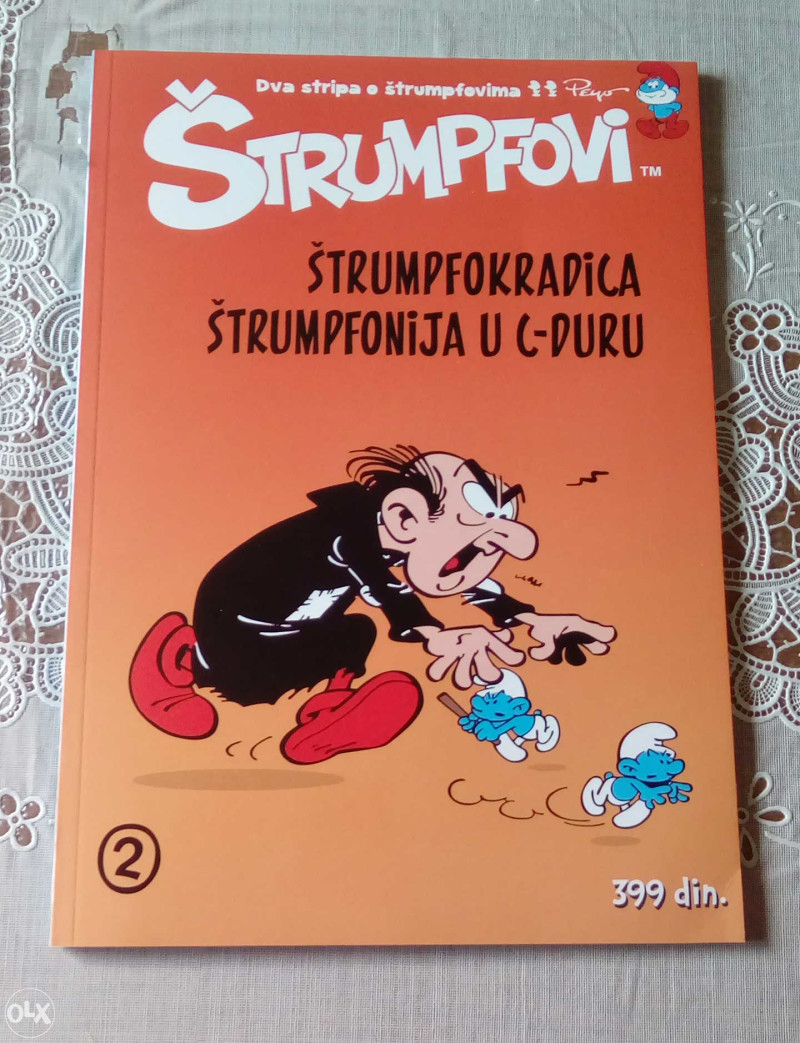 Dva stripa o štrumpfovima Peyo
ŠTRUMPFOVI TM
ŠTRUMPFOKRADiCA
ŠTRUMPFONiJA U C-DURU
2
399 din.
OLX